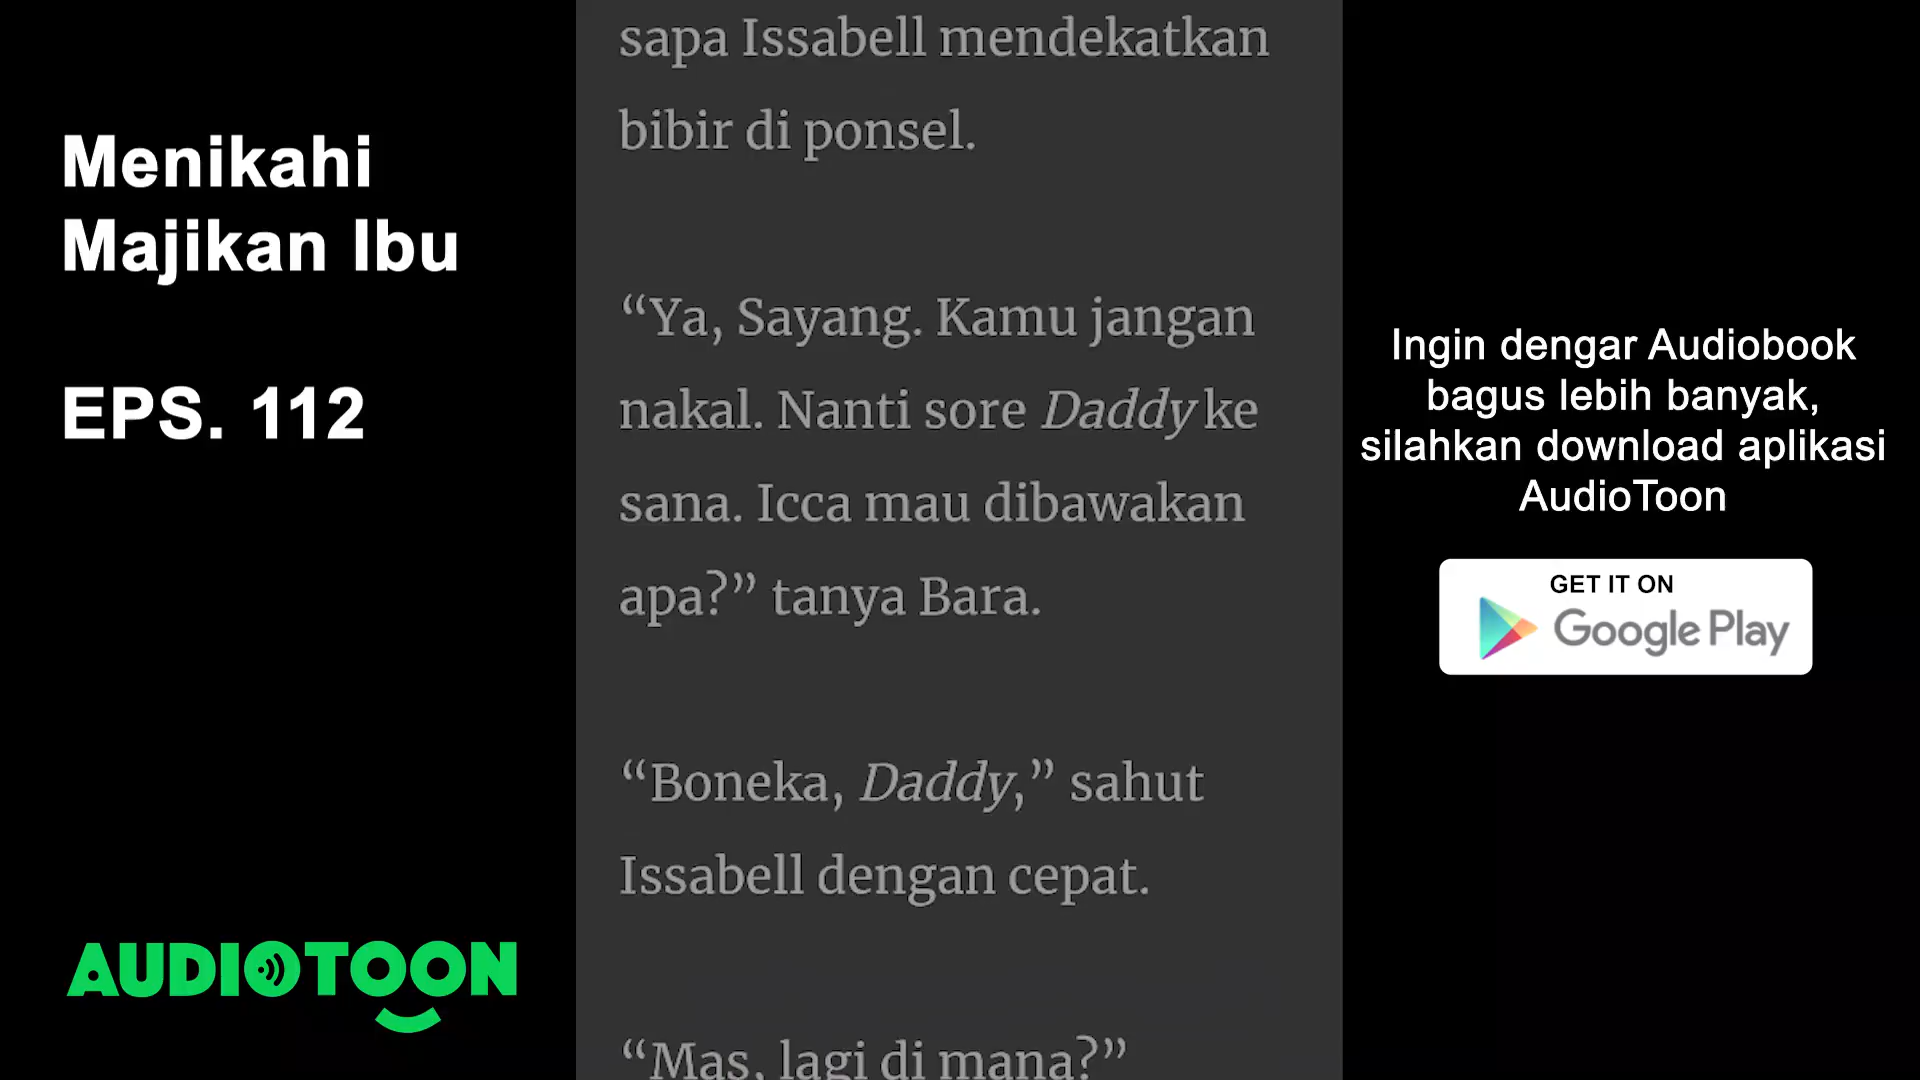 Menikahi
Majikan Ibu
EPS. 112
AUDIOTOON
sapa Issabell mendekatkan
bibir di ponsel.
“Ya, Sayang. Kamu jangan
nakal. Nanti sore Daddy ke
sana. Icca mau dibawakan
apa?” tanya Bara.
“Boneka, Daddy,” sahut
Issabell dengan cepat.
“Mas, lagi di mana?”
Ingin dengar Audiobook
bagus lebih banyak,
silahkan download aplikasi
AudioToon
GET IT ON
Google Play